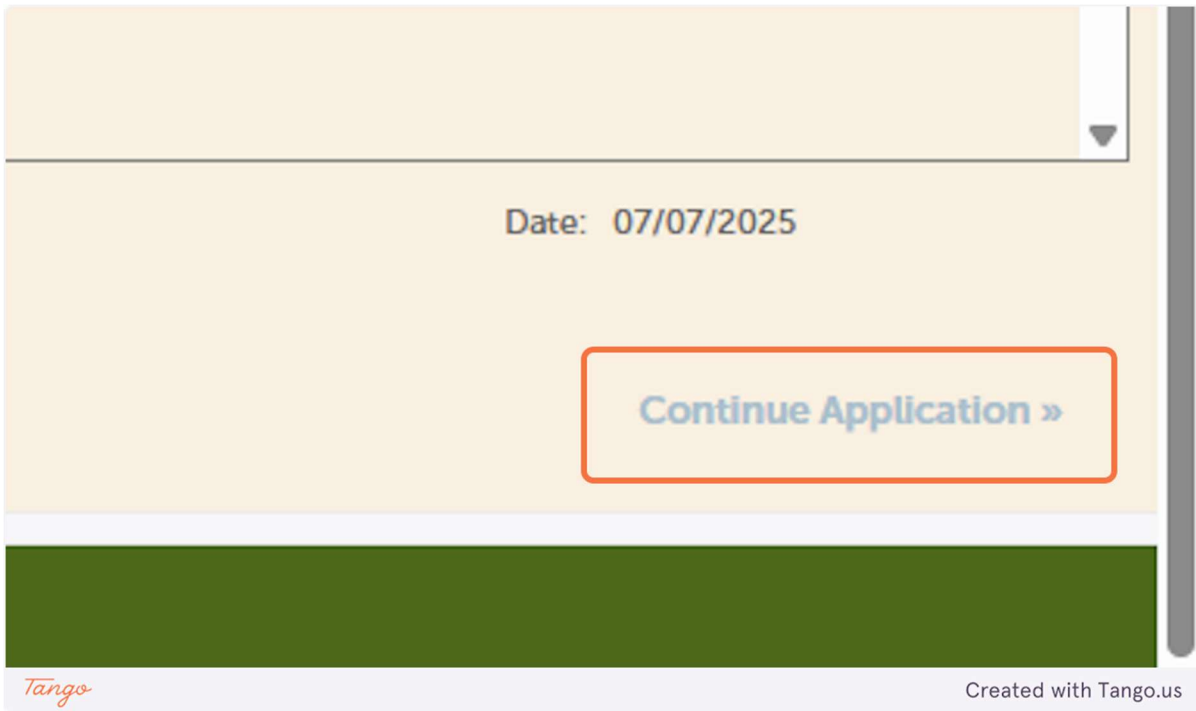 Date: 07/07/2025
Continue Application »
Tango
Created with Tango.us